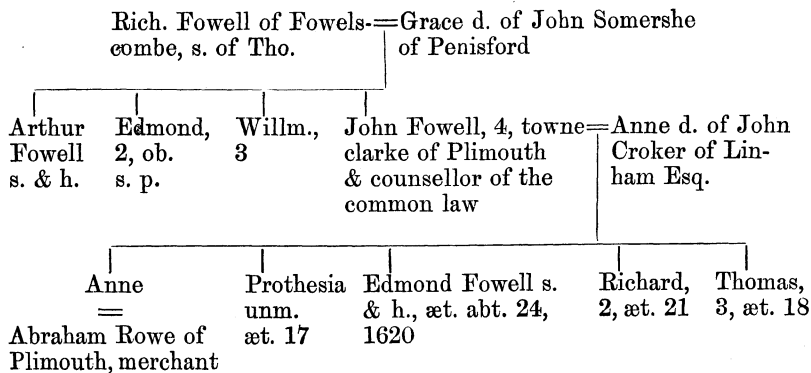 Rich. Fowell of Fowels-=Grace d. of John Somershe
combe, s. of Tho. of Penisford
Arthur Edmond, Willm., John Fowell, 4, towne=Anne d. of John
Fowell 2, ob. 3 clarke of Plimouth Croker of Lin-
s. & h. s. p. & counsellor of the ham Esq.
common law
Anne Prothesia Edmond Fowell s. Richard, Thomas,
= unm. & h., æt. abt. 24, 2, æt. 21 3, æt. 18
Abraham Rowe of æt. 17 1620
Plimouth, merchant